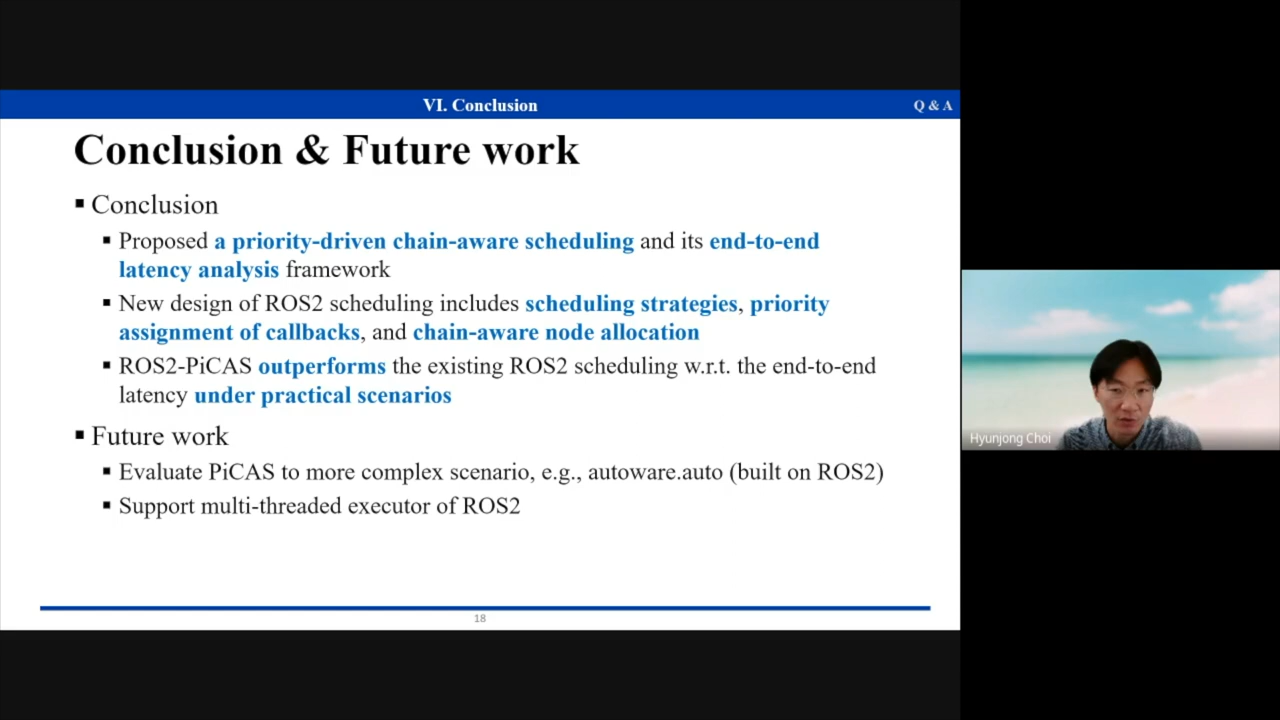 VI. Conclusion
Q & A
Conclusion & Future work
▪ Conclusion
▪ Proposed a priority-driven chain-aware scheduling and its end-to-end
latency analysis framework
▪ New design of ROS2 scheduling includes scheduling strategies, priority
assignment of callbacks, and chain-aware node allocation
▪ ROS2-PiCAS outperforms the existing ROS2 scheduling w.r.t. the end-to-end
latency under practical scenarios
▪ Future work
▪ Evaluate PiCAS to more complex scenario, e.g., autoware.auto (built on ROS2)
▪ Support multi-threaded executor of ROS2
18
Hyunjong Choi